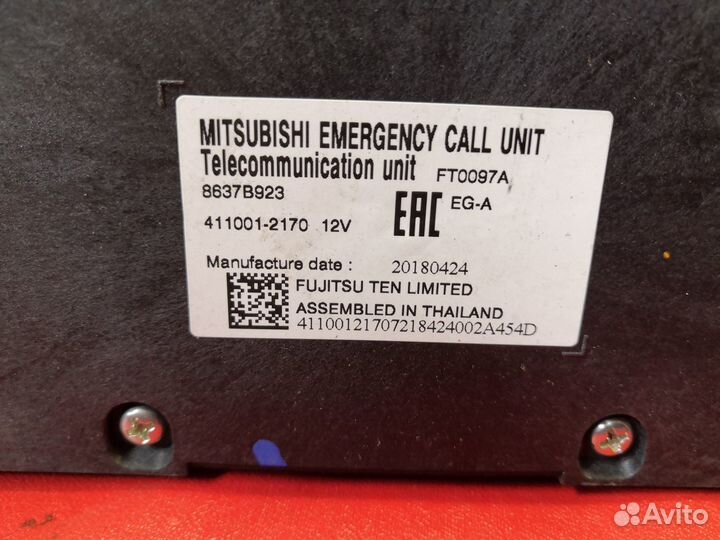 MITSUBISHI EMERGENCY CALL UNIT
Telecommunication unit FT0097A
8637B923
EAC EG-A
411001-2170 12V
Manufacture date : 20180424
FUJITSU TEN LIMITED
ASSEMBLED IN THAILAND
41100121707218424002A454D
Avito